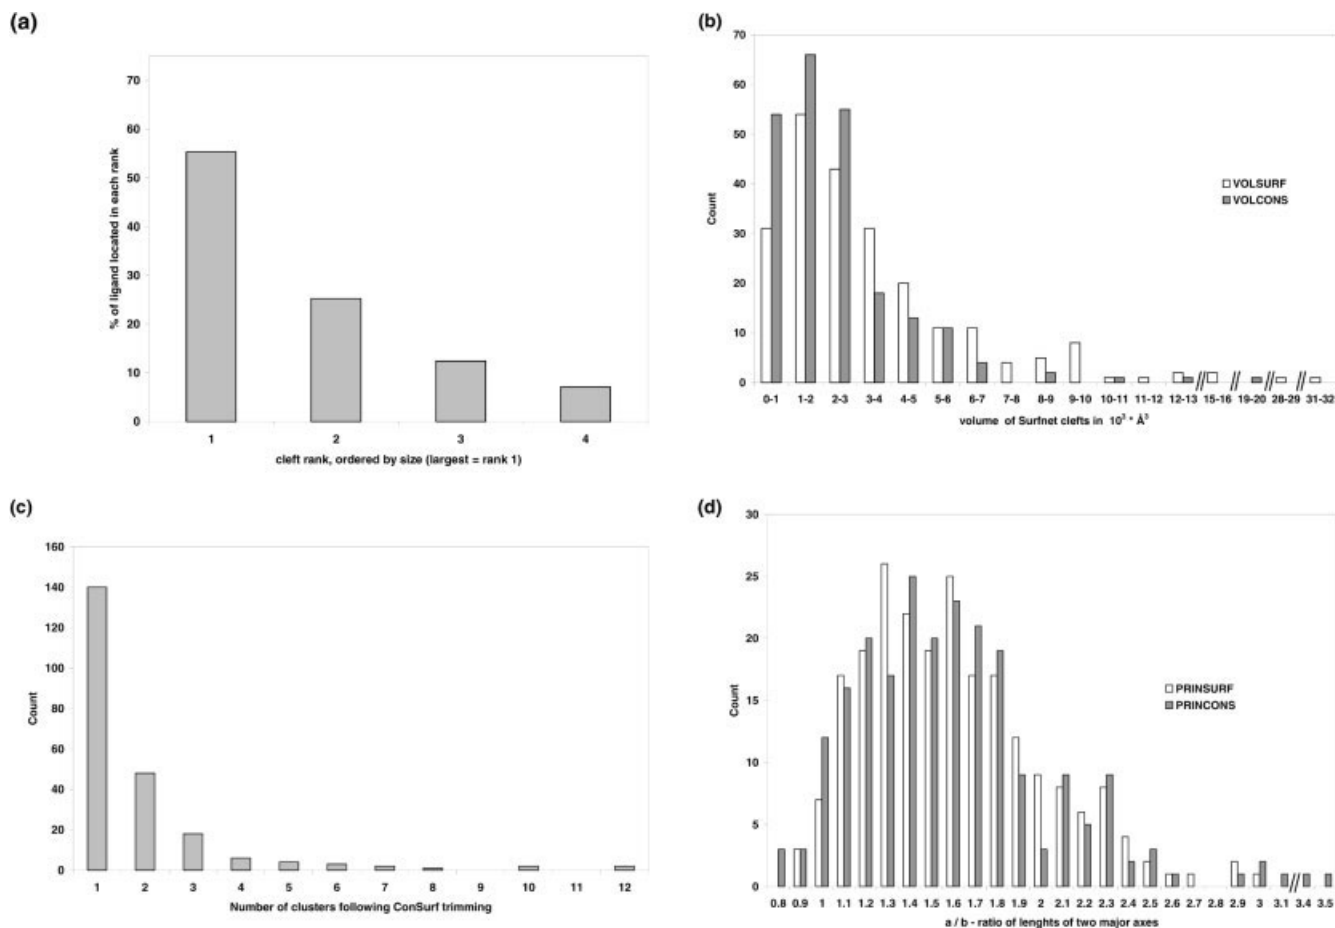 (a)
70
60
50
40
30
20
10
0
% of ligand located in each rank
1 2 3 4
cleft rank, ordered by size (largest = rank 1)
(b)
70
60
50
40
30
20
10
0
Count
VOLSURF
VOLCONS
0-1 1-2 2-3 3-4 4-5 5-6 6-7 7-8 8-9 9-10 10-11 11-12 12-13 15-16 19-20 28-29 31-32
volume of Surfnet clefts in 10³ * Å³
(c)
160
140
120
100
80
60
40
20
0
Count
1 2 3 4 5 6 7 8 9 10 11 12
Number of clusters following ConSurf trimming
(d)
30
25
20
15
10
5
0
Count
PRINSURF
PRINCONS
0.8 0.9 1 1.1 1.2 1.3 1.4 1.5 1.6 1.7 1.8 1.9 2 2.1 2.2 2.3 2.4 2.5 2.6 2.7 2.8 2.9 3 3.1 3.4 3.5
a / b - ratio of lenghts of two major axes